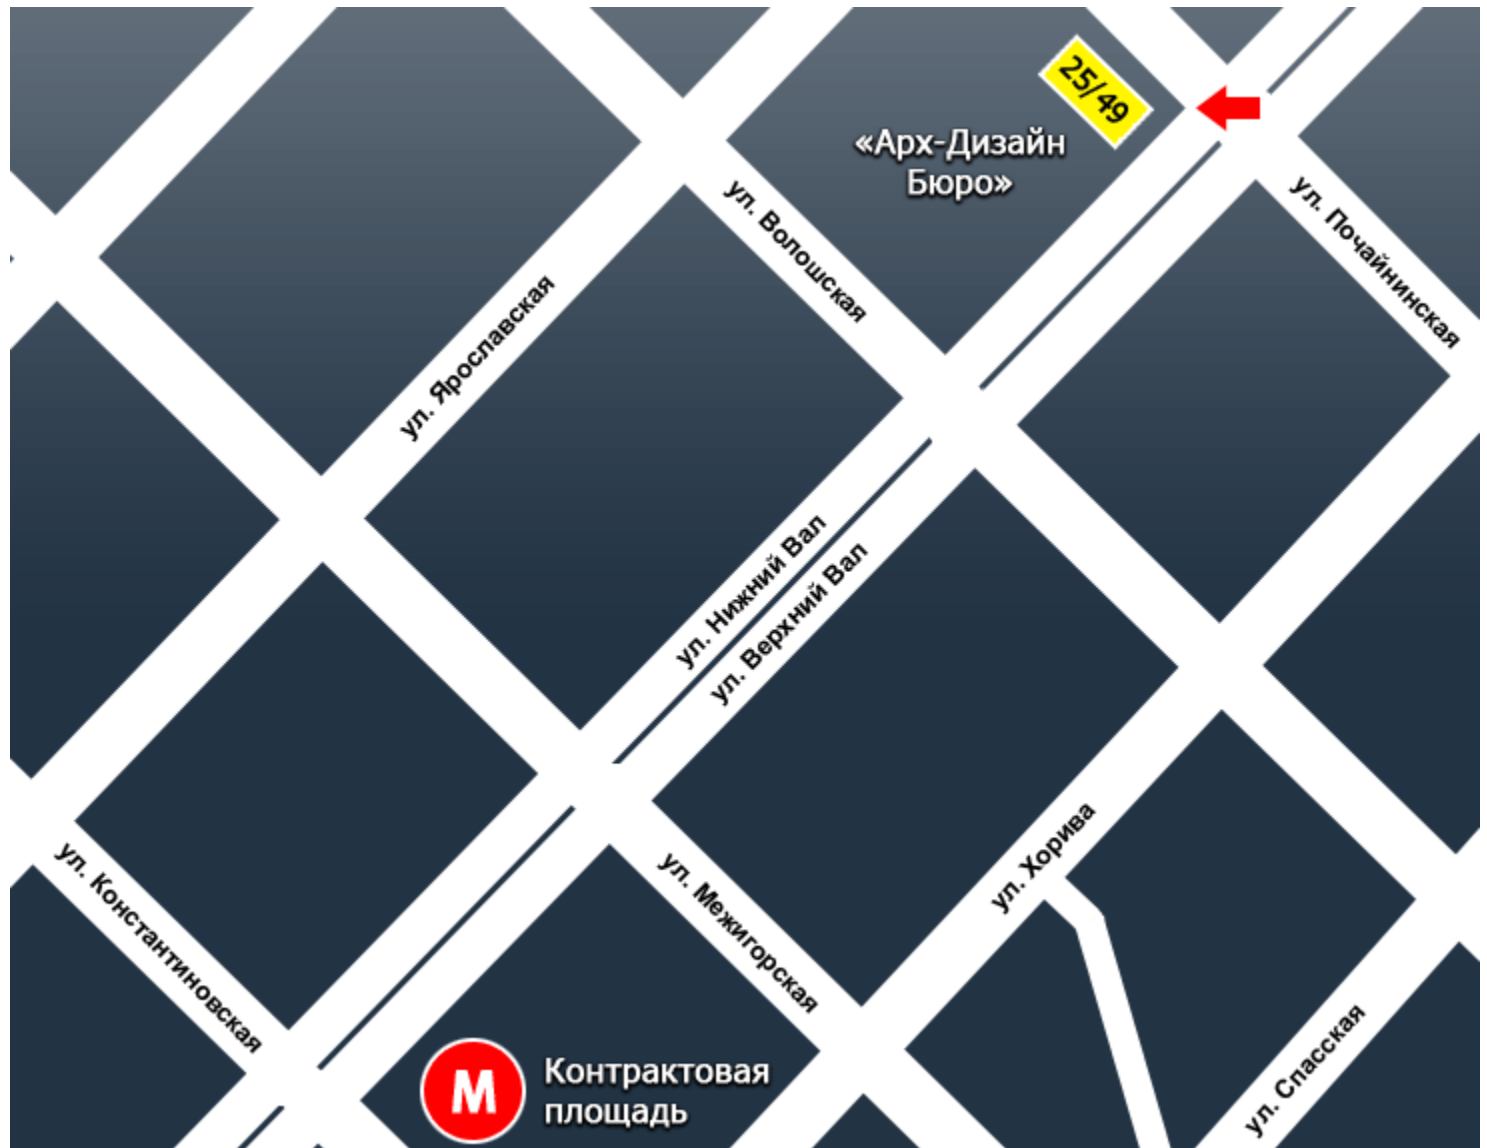 25/49
«Арх-Дизайн
Бюро»
ул. Волошская
ул. Почайнинская
ул. Ярославская
ул. Нижний Вал
ул. Верхний Вал
ул. Хорива
ул. Константиновская
ул. Межигорская
ул. Спасская
М
Контрактовая
площадь